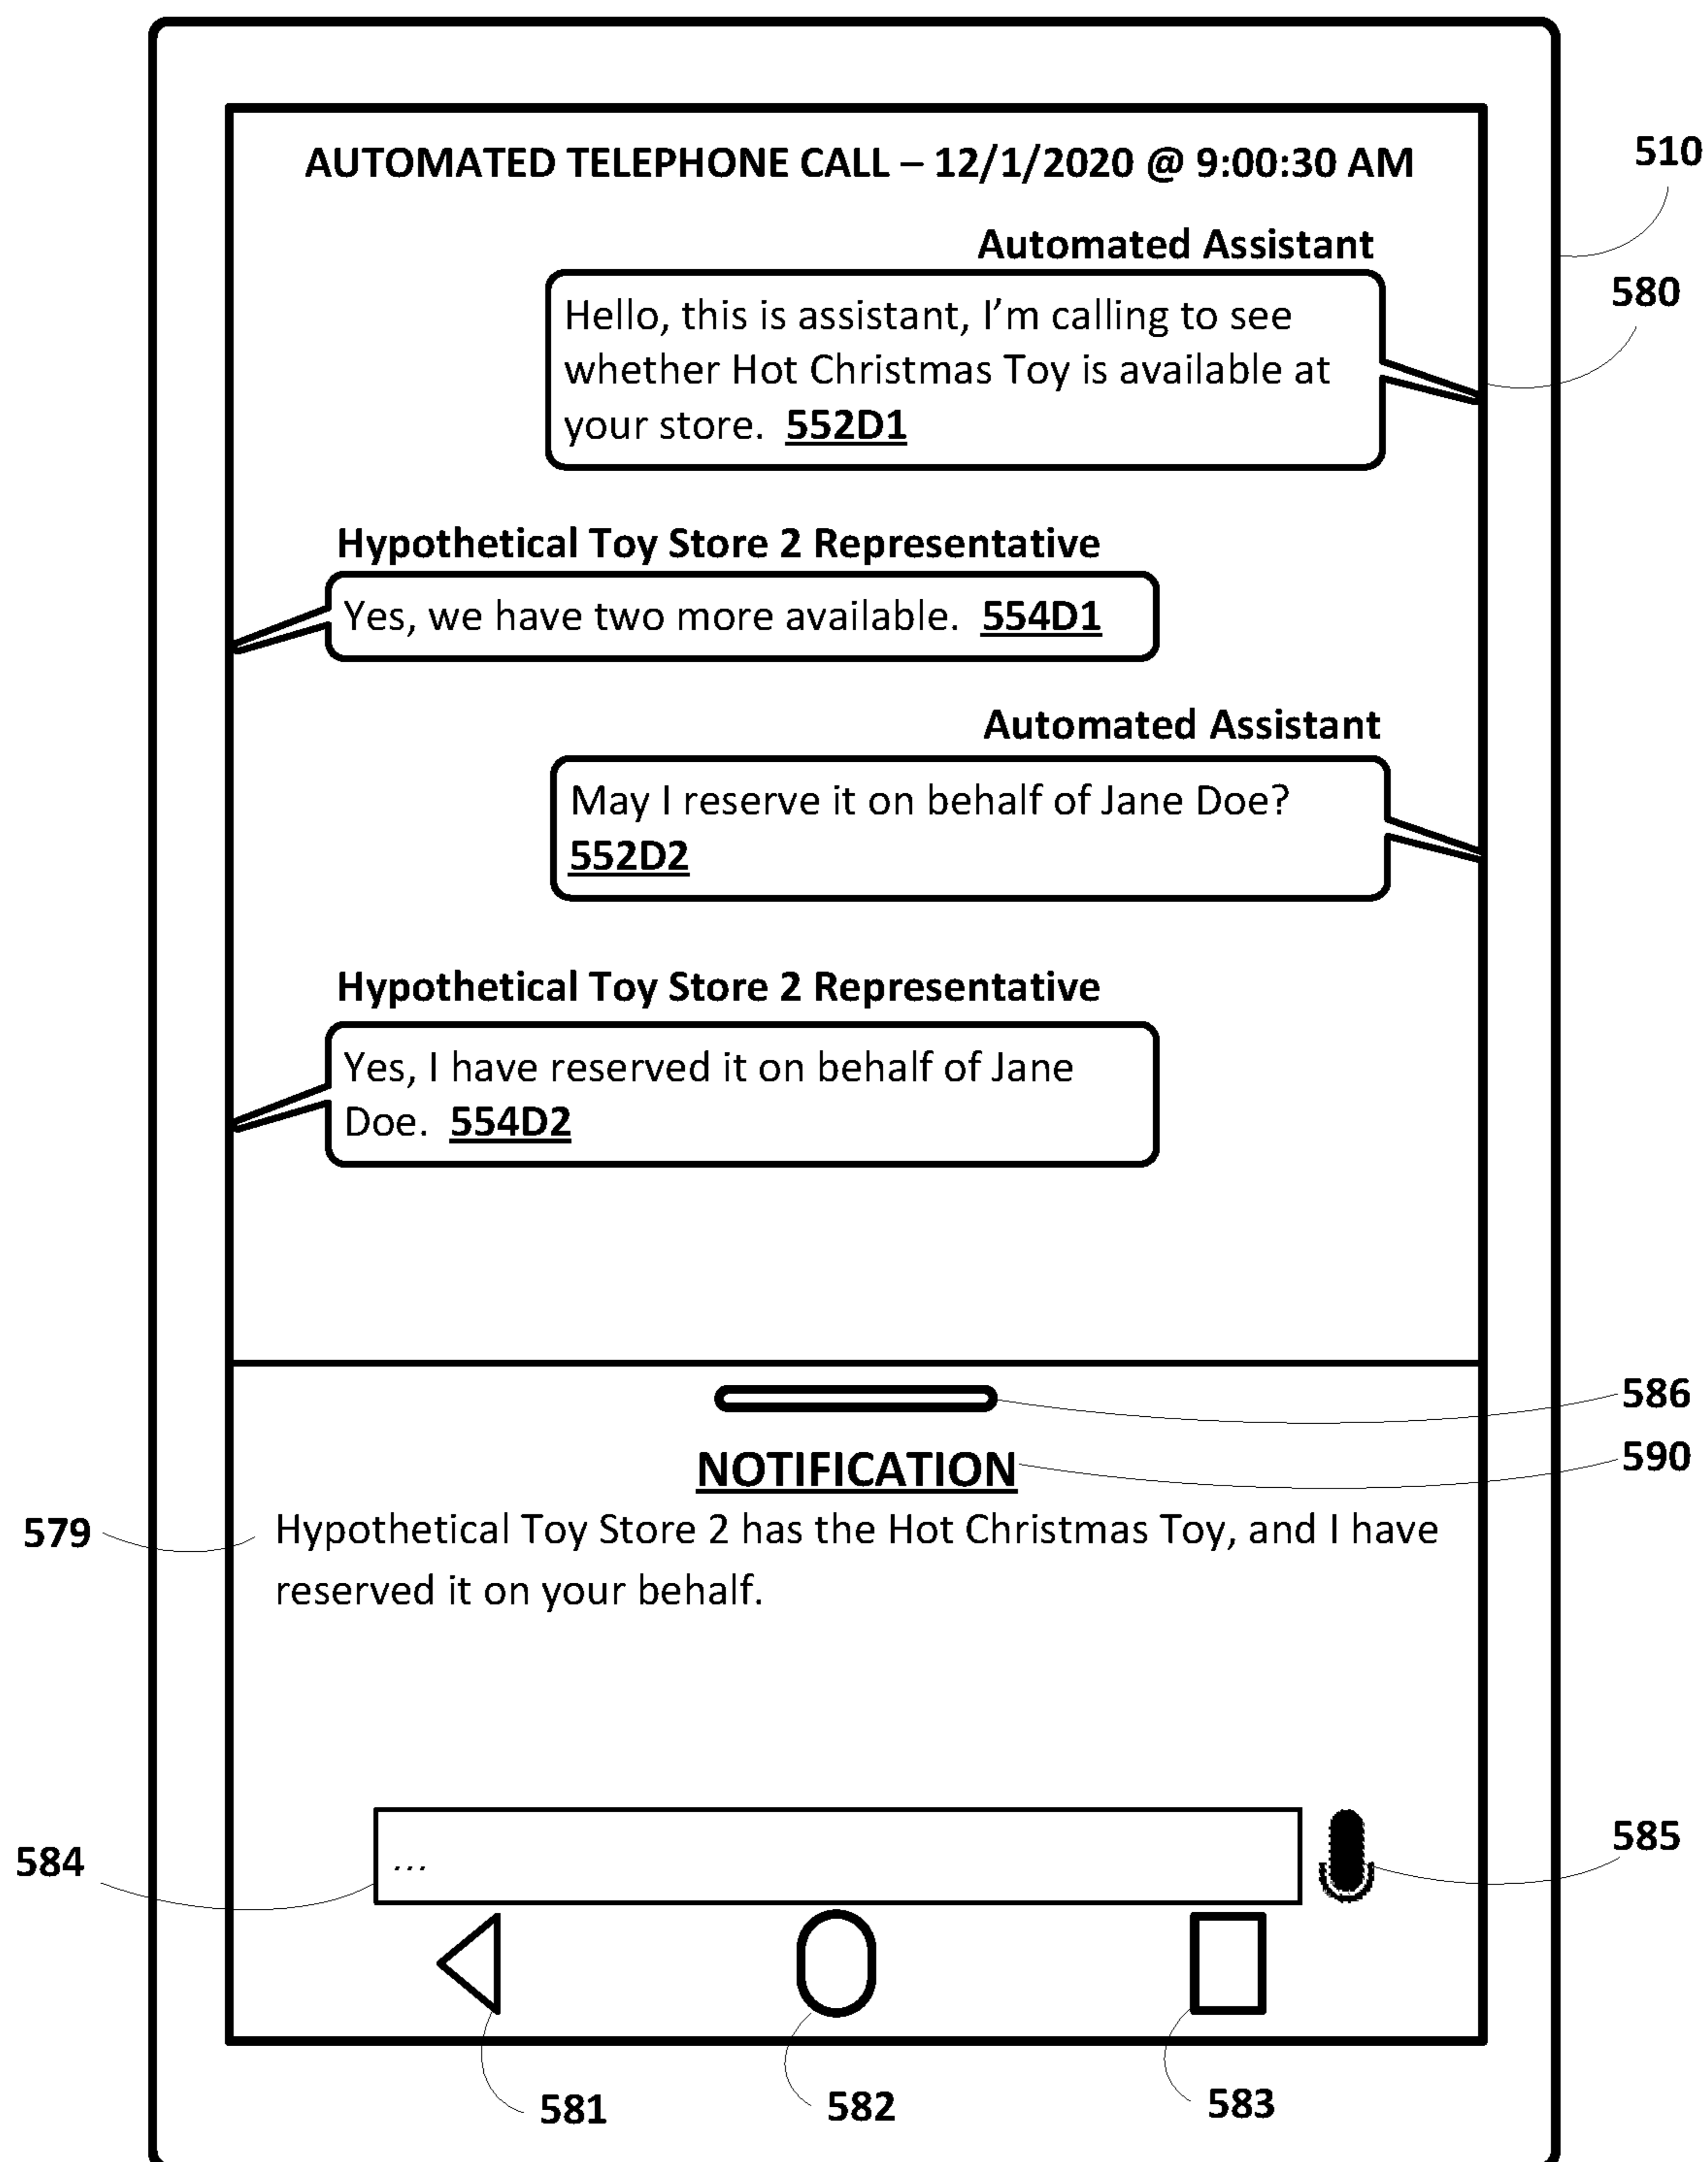 AUTOMATED TELEPHONE CALL – 12/1/2020 @ 9:00:30 AM
510
Automated Assistant
580
Hello, this is assistant, I’m calling to see
whether Hot Christmas Toy is available at
your store. 552D1
Hypothetical Toy Store 2 Representative
Yes, we have two more available. 554D1
Automated Assistant
May I reserve it on behalf of Jane Doe?
552D2
Hypothetical Toy Store 2 Representative
Yes, I have reserved it on behalf of Jane
Doe. 554D2
586
NOTIFICATION
590
579
Hypothetical Toy Store 2 has the Hot Christmas Toy, and I have
reserved it on your behalf.
585
584
...
581
582
583